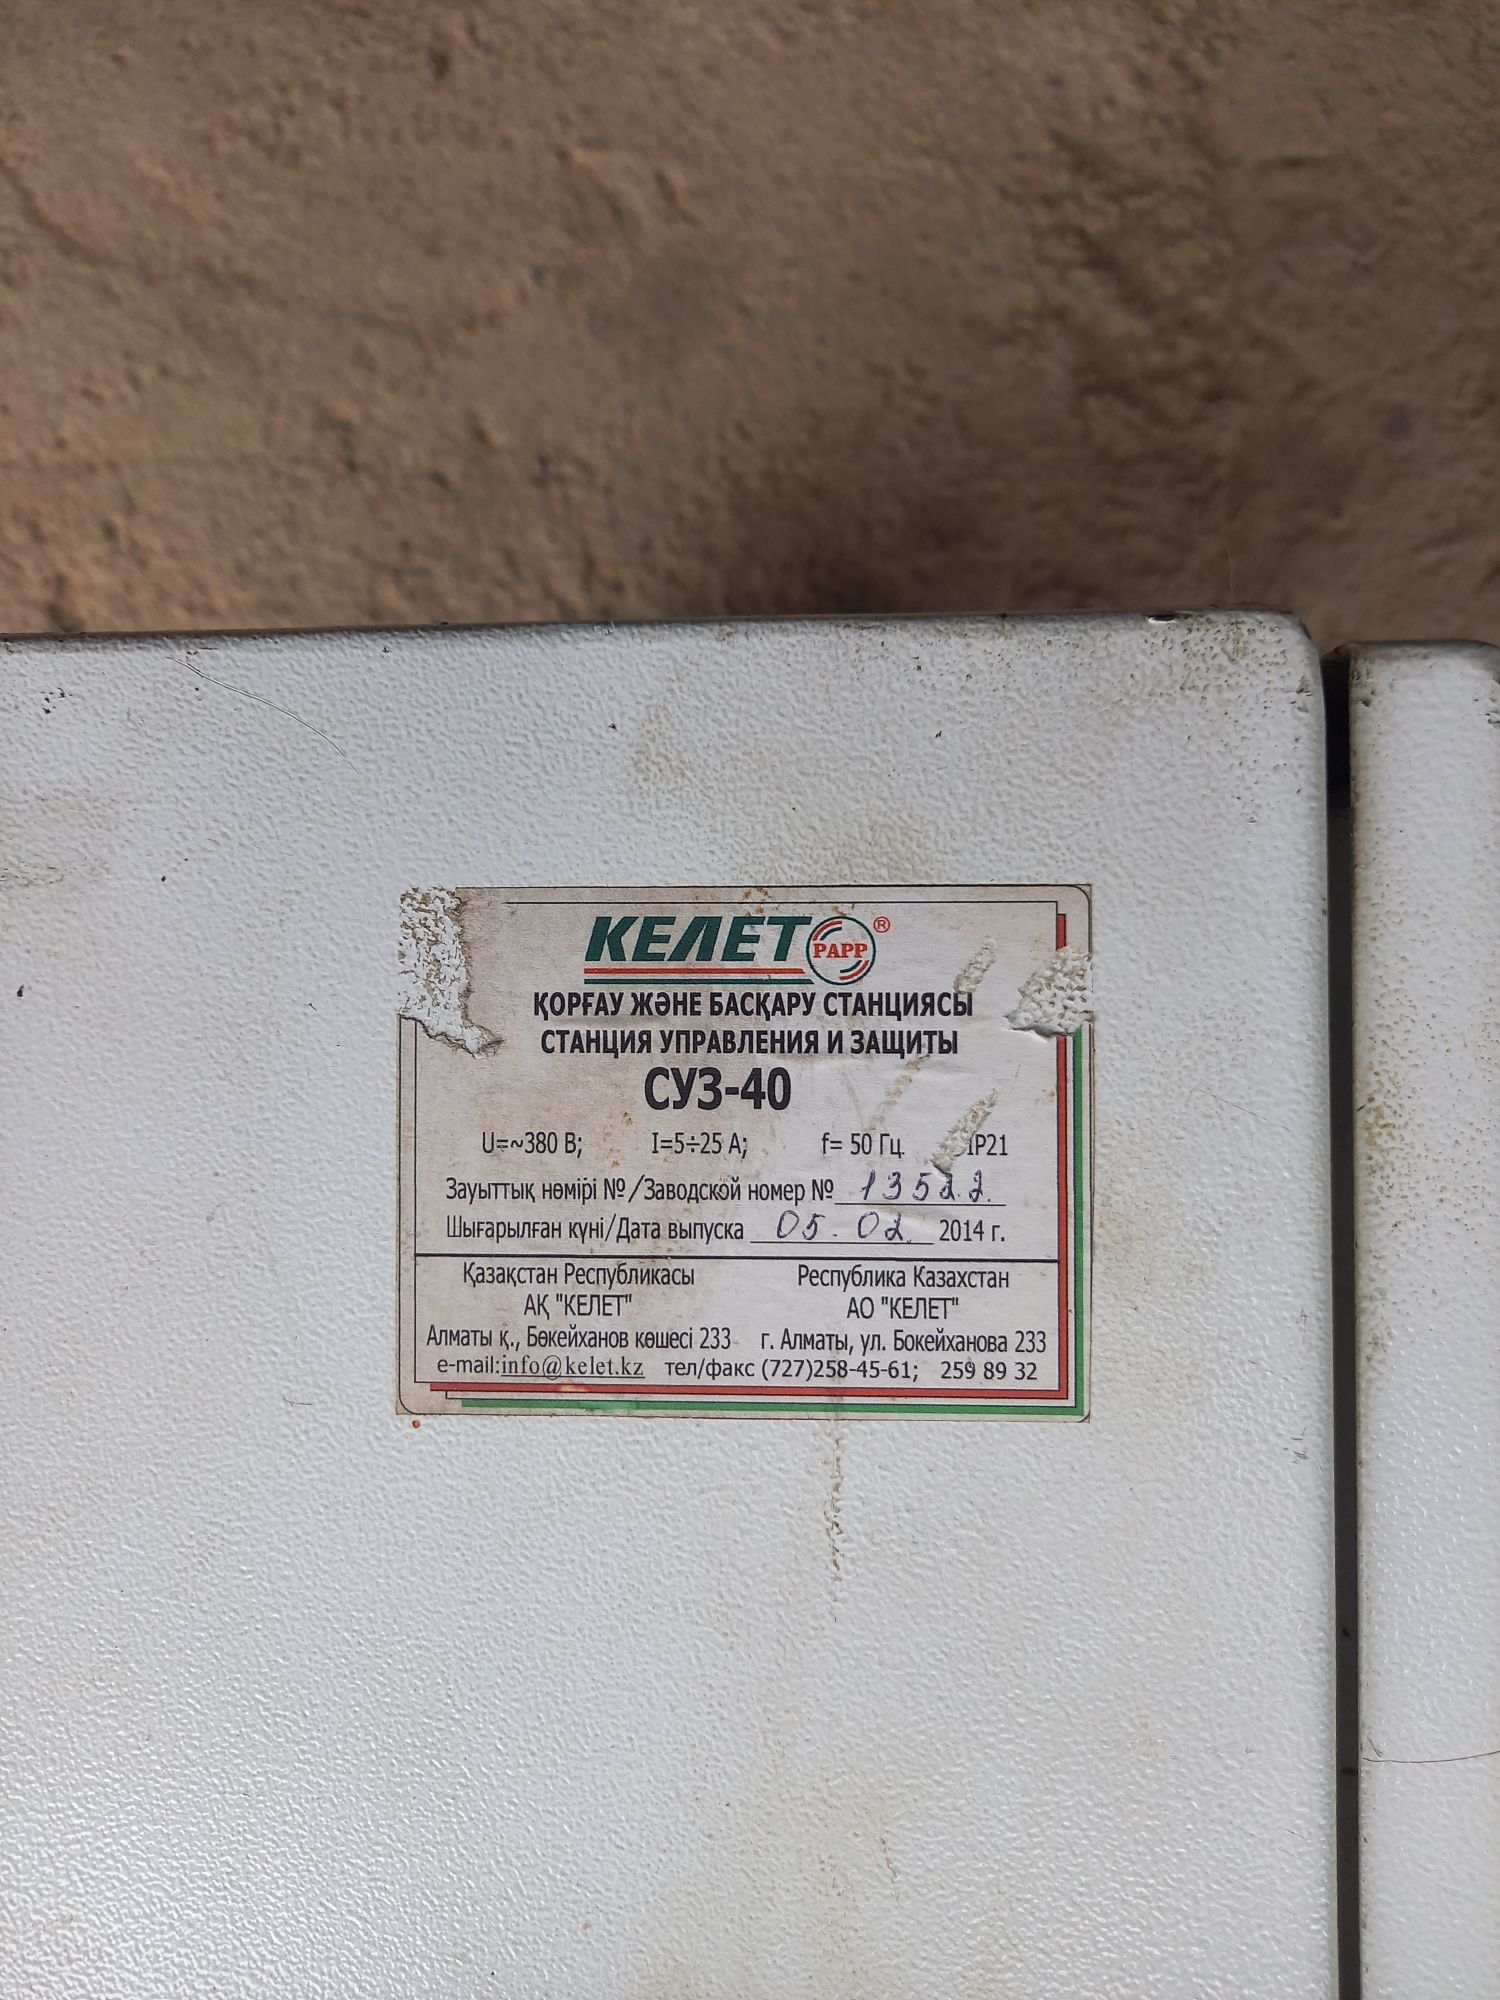 КЕЛЕТ PAPP ®
ҚОРҒАУ ЖӘНЕ БАСҚАРУ СТАНЦИЯСЫ
СТАНЦИЯ УПРАВЛЕНИЯ И ЗАЩИТЫ
СУЗ-40
U=~380 В; I=5÷25 А; f= 50 Гц. IP21
Зауыттық нөмірі №/Заводской номер № 13522.
Шығарылған күні/Дата выпуска 05.02. 2014 г.
Қазақстан Республикасы Республика Казахстан
АҚ "КЕЛЕТ" АО "КЕЛЕТ"
Алматы қ., Бөкейханов көшесі 233 г. Алматы, ул. Бокейханова 233
e-mail:info@kelet.kz тел/факс (727)258-45-61; 259 89 32